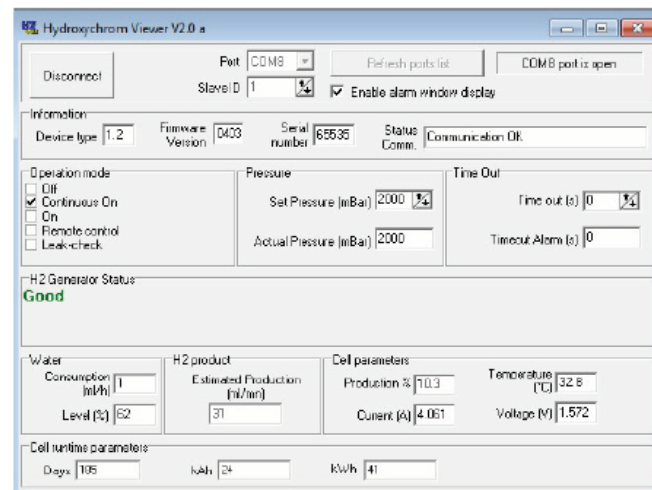 Hydroxychrom Viewer V2.0 a
Disconnect
Port COM8
Refresh ports list
COM8 port is open
Slave ID 1
Enable alarm window display
Information
Device type 1.2
Firmware Version 0403
Serial number 65535
Status Comm. Communication OK
Operation mode
Off
Continuous On
On
Remote control
Leak-check
Pressure
Set Pressure (mBar) 2000
Actual Pressure (mBar) 2000
Time Out
Time out (s) 0
Timeout Alarm (s) 0
H2 Generator Status
Good
Water
Consumption (ml/h) 1
Level (%) 62
H2 product
Estimated Production (ml/mn)
31
Cell parameters
Production % 10.3
Temperature (°C) 32.8
Current (A) 4.061
Voltage (V) 1.572
Cell runtime parameters
Days 105
kAh 24
kWh 41